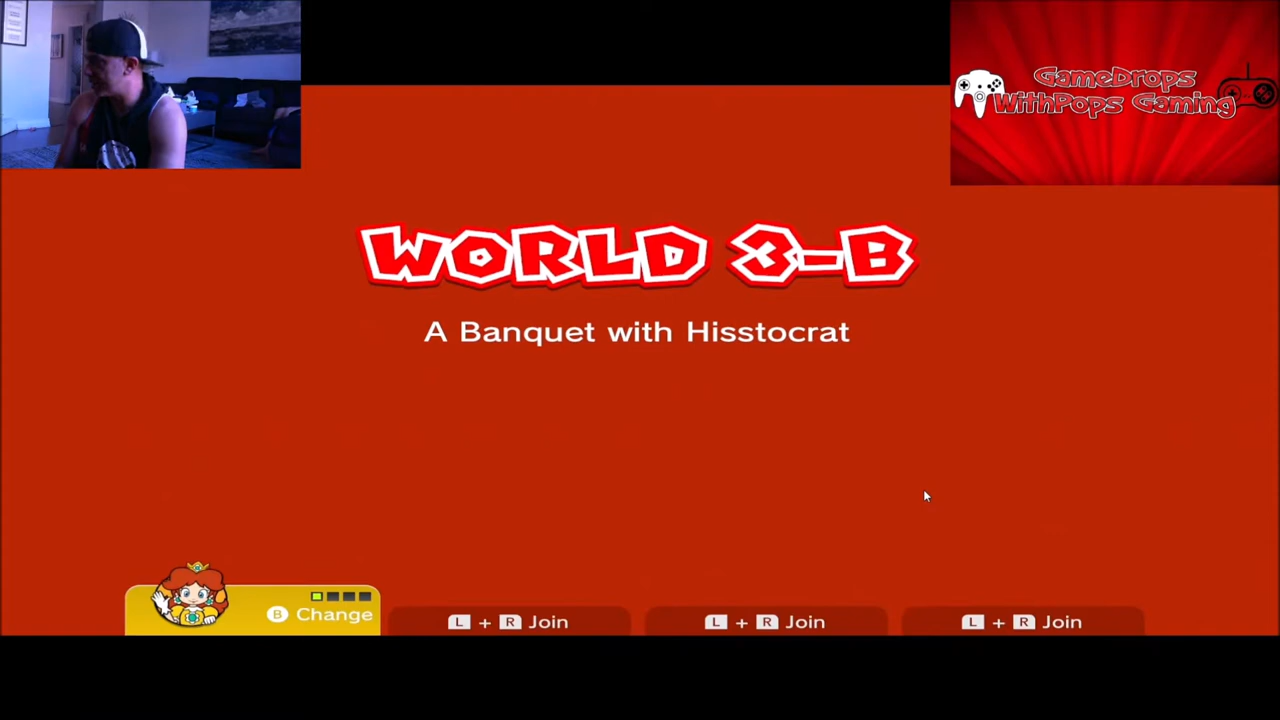 GameDrops
WithPops Gaming
WORLD 3-B
A Banquet with Hisstocrat
B Change
L + R Join
L + R Join
L + R Join